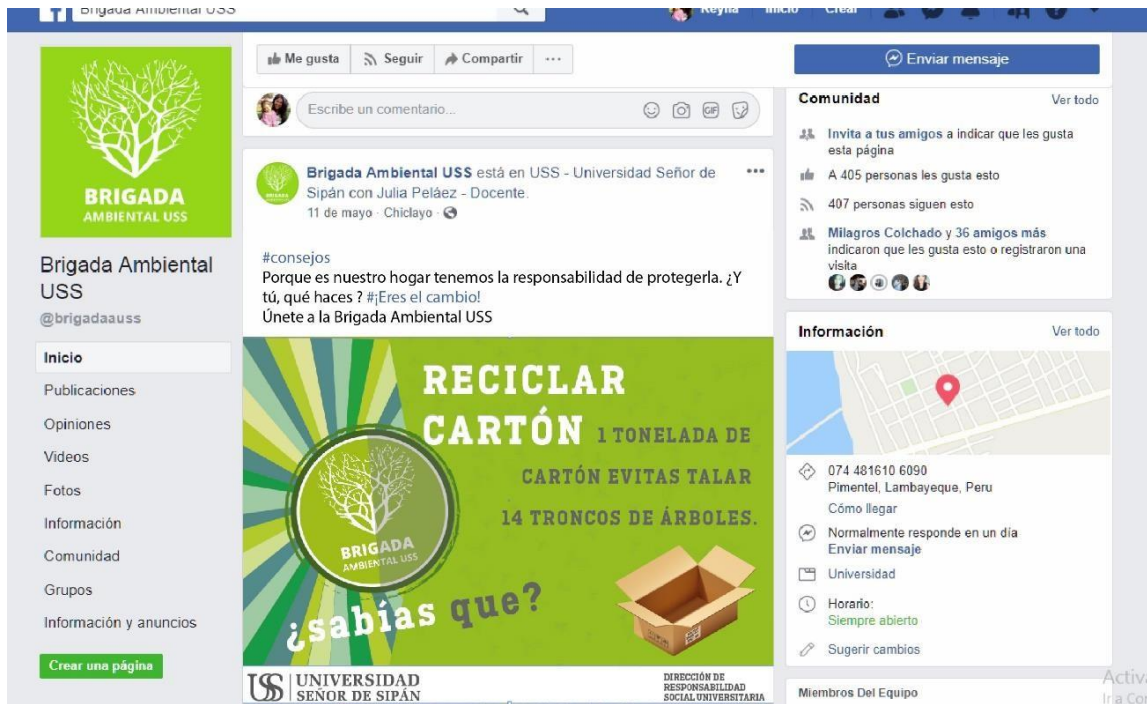 Brigada Ambiental USS
Reyna Inicio Crear
BRIGADA
AMBIENTAL USS
Brigada Ambiental
USS
@brigadaauss
Inicio
Publicaciones
Opiniones
Videos
Fotos
Información
Comunidad
Grupos
Información y anuncios
Crear una página
Me gusta Seguir Compartir ...
Enviar mensaje
Escribe un comentario...
GIF
Brigada Ambiental USS está en USS - Universidad Señor de
Sipán con Julia Peláez - Docente.
11 de mayo · Chiclayo ·
#consejos
Porque es nuestro hogar tenemos la responsabilidad de protegerla. ¿Y
tú, qué haces ? #¡Eres el cambio!
Únete a la Brigada Ambiental USS
RECICLAR
CARTÓN 1 TONELADA DE
CARTÓN EVITAS TALAR
14 TRONCOS DE ÁRBOLES.
BRIGADA
AMBIENTAL USS
¿sabías que?
USS UNIVERSIDAD
SEÑOR DE SIPÁN
DIRECCIÓN DE
RESPONSABILIDAD
SOCIAL UNIVERSITARIA
Comunidad Ver todo
Invita a tus amigos a indicar que les gusta
esta página
A 405 personas les gusta esto
407 personas siguen esto
Milagros Colchado y 36 amigos más
indicaron que les gusta esto o registraron una
visita
Información Ver todo
074 481610 6090
Pimentel, Lambayeque, Peru
Cómo llegar
Normalmente responde en un día
Enviar mensaje
Universidad
Horario:
Siempre abierto
Sugerir cambios
Miembros Del Equipo
Activa
Ir a Con